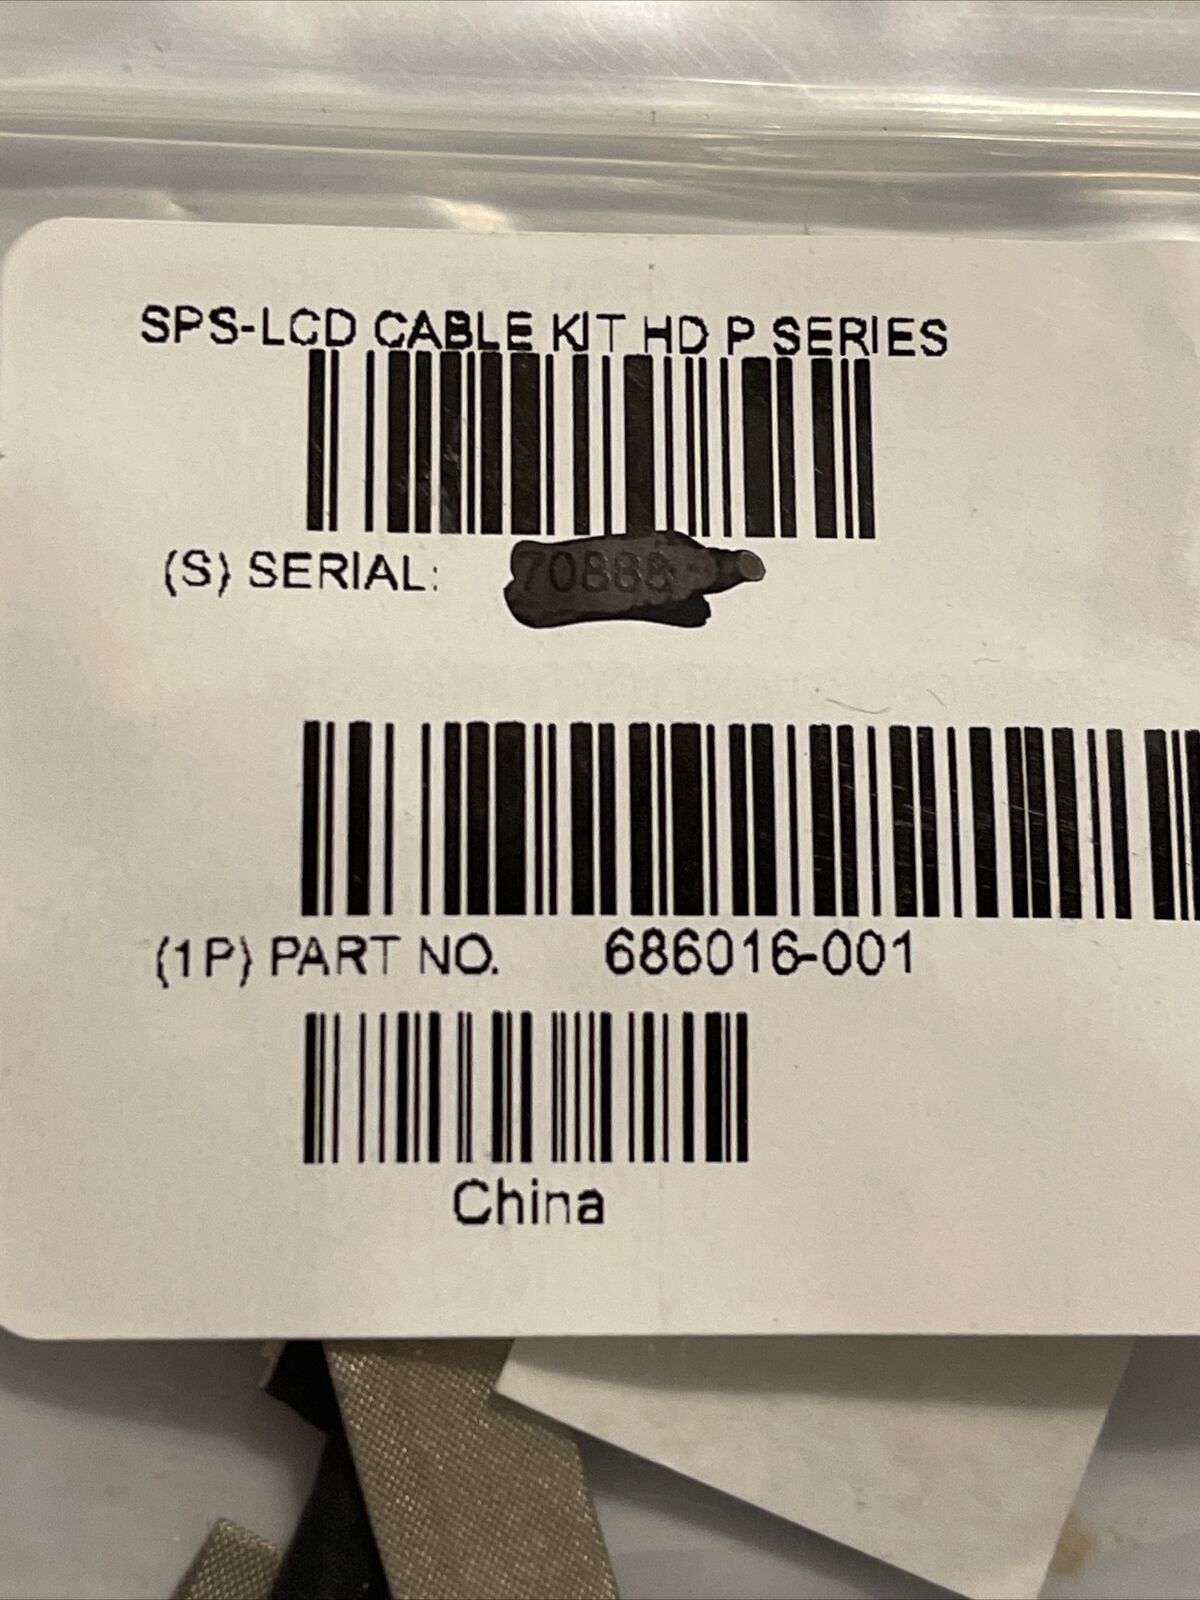 SPS-LCD CABLE KIT HD P SERIES
(S) SERIAL:
(1P) PART NO. 686016-001
China